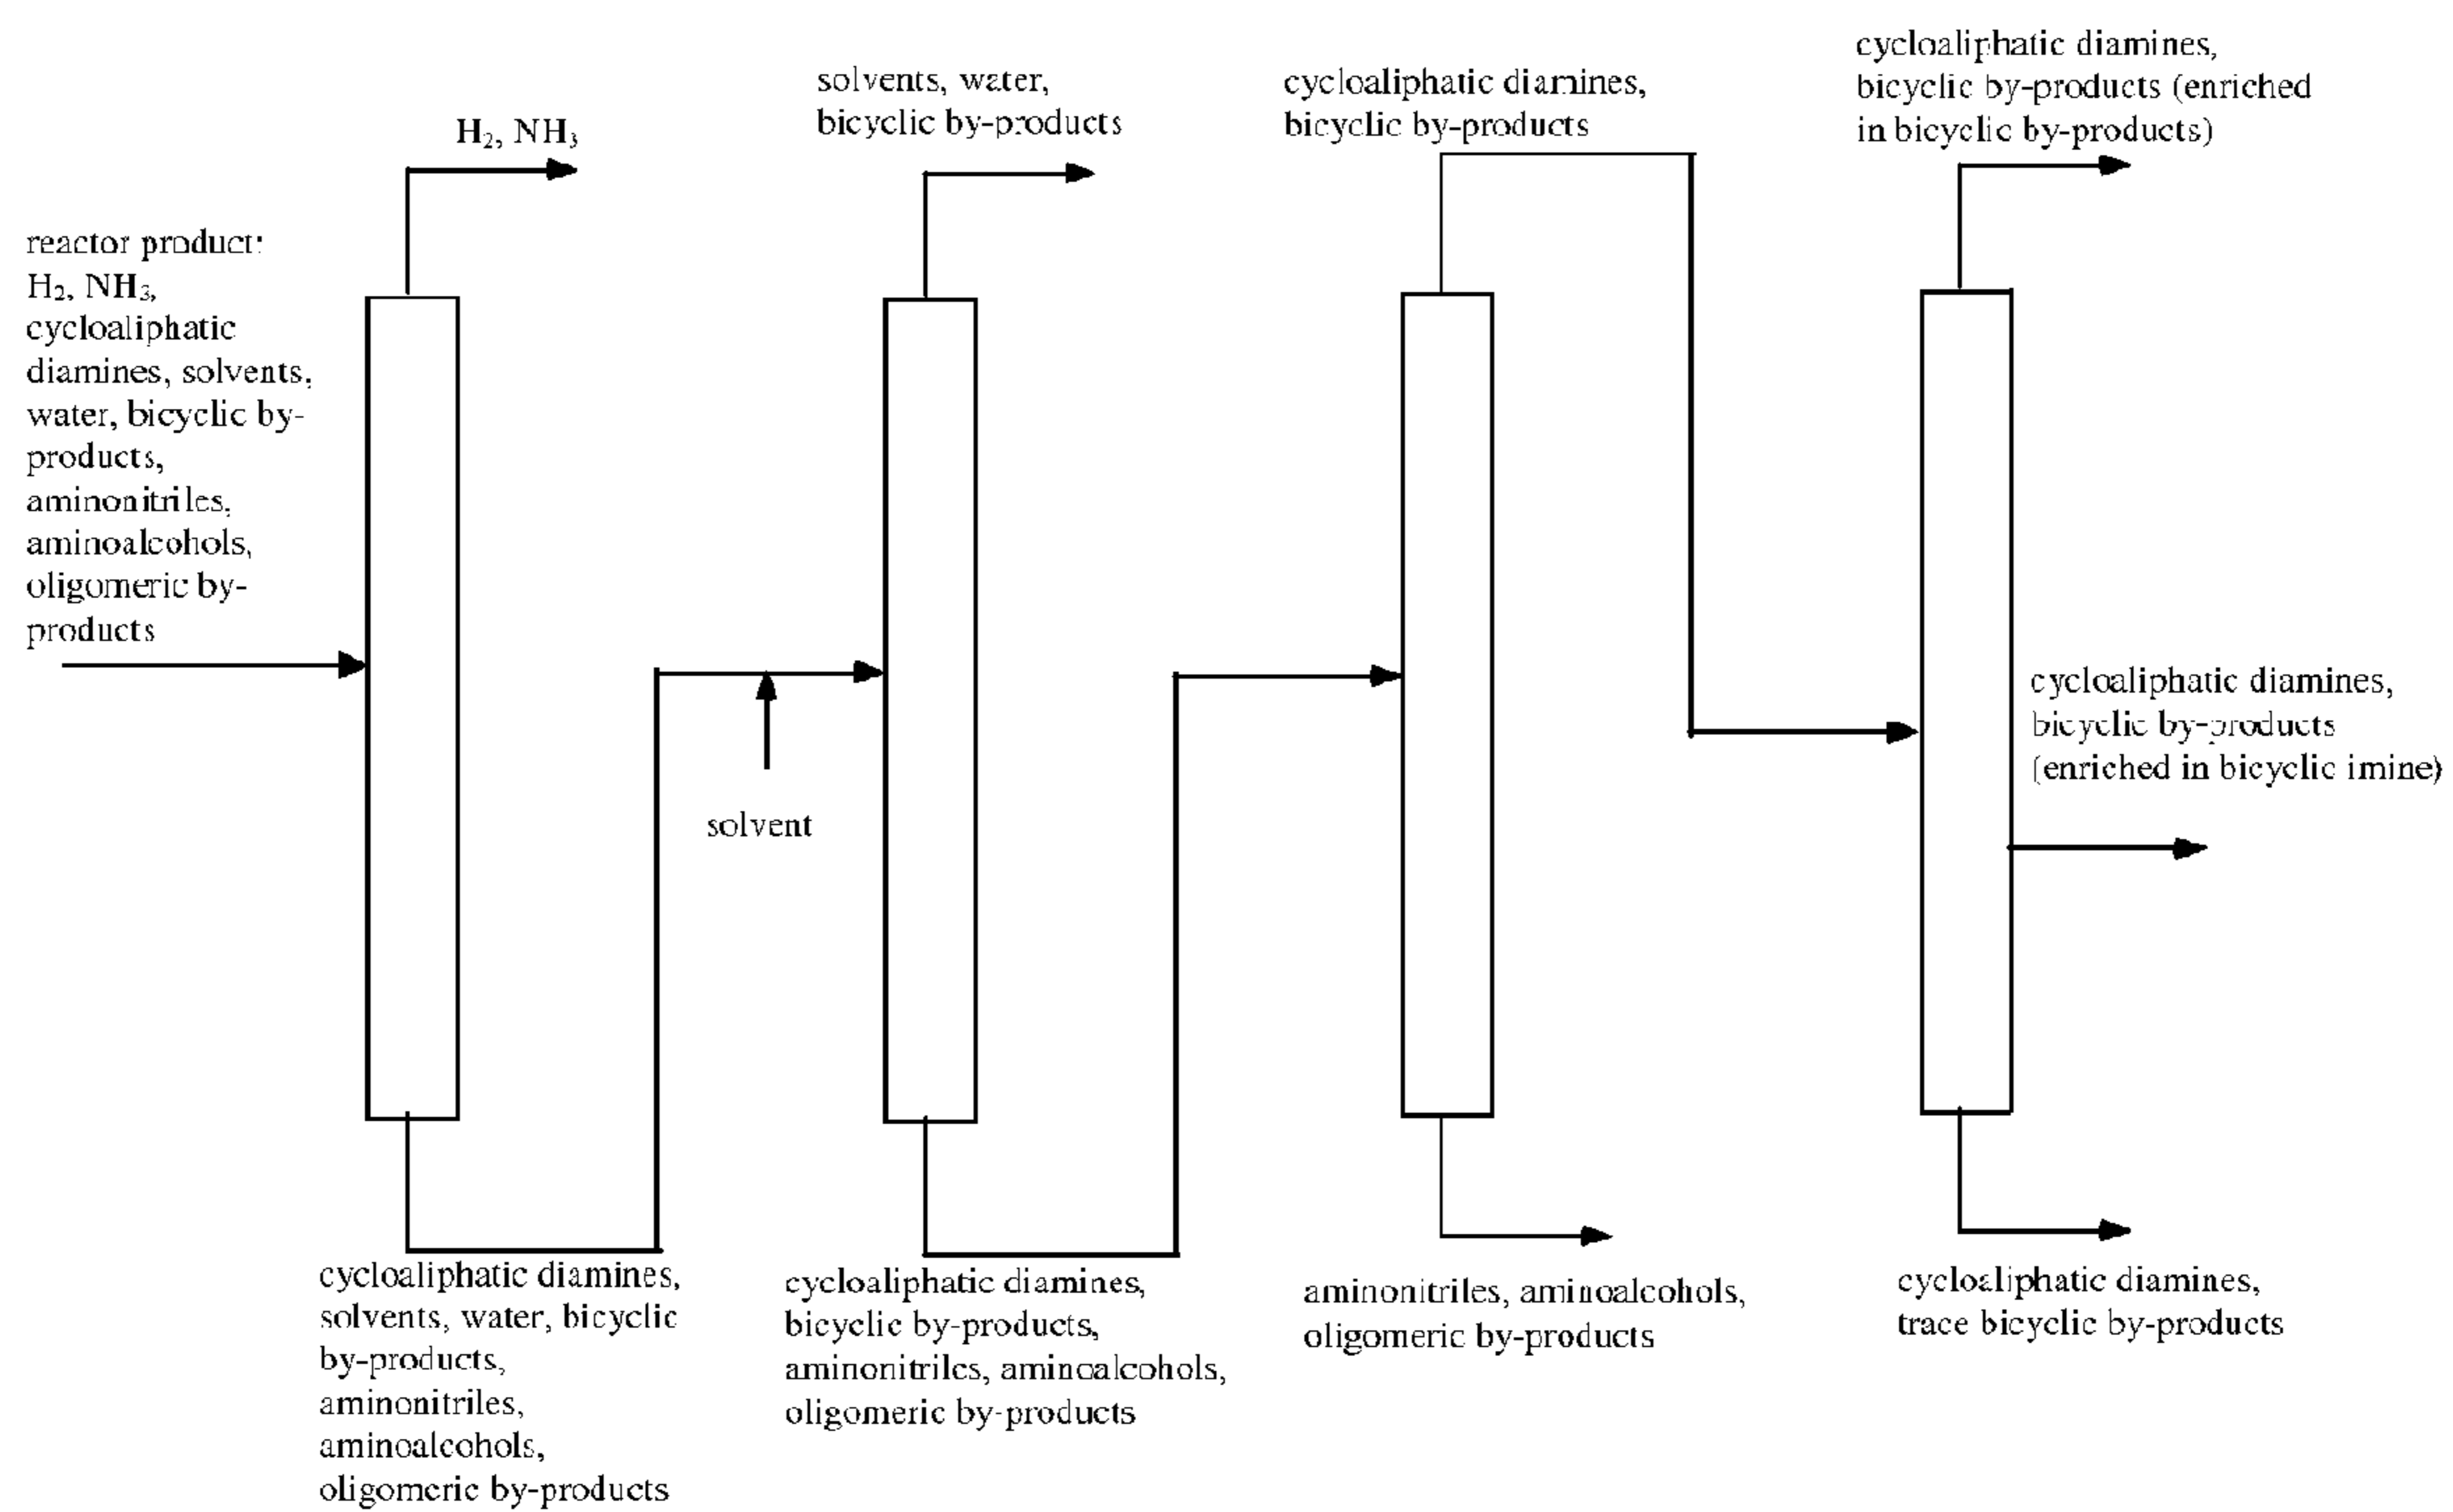 reactor product:
H₂, NH₃,
cycloaliphatic
diamines, solvents,
water, bicyclic by-
products,
aminonitriles,
aminoalcohols,
oligomeric by-
products
H₂, NH₃
cycloaliphatic diamines,
solvents, water, bicyclic
by-products,
aminonitriles,
aminoalcohols,
oligomeric by-products
solvent
solvents, water,
bicyclic by-products
cycloaliphatic diamines,
bicyclic by-products,
aminonitriles, aminoalcohols,
oligomeric by-products
cycloaliphatic diamines,
bicyclic by-products
aminonitriles, aminoalcohols,
oligomeric by-products
cycloaliphatic diamines,
bicyclic by-products (enriched
in bicyclic by-products)
cycloaliphatic diamines,
bicyclic by-products
(enriched in bicyclic imine)
cycloaliphatic diamines,
trace bicyclic by-products